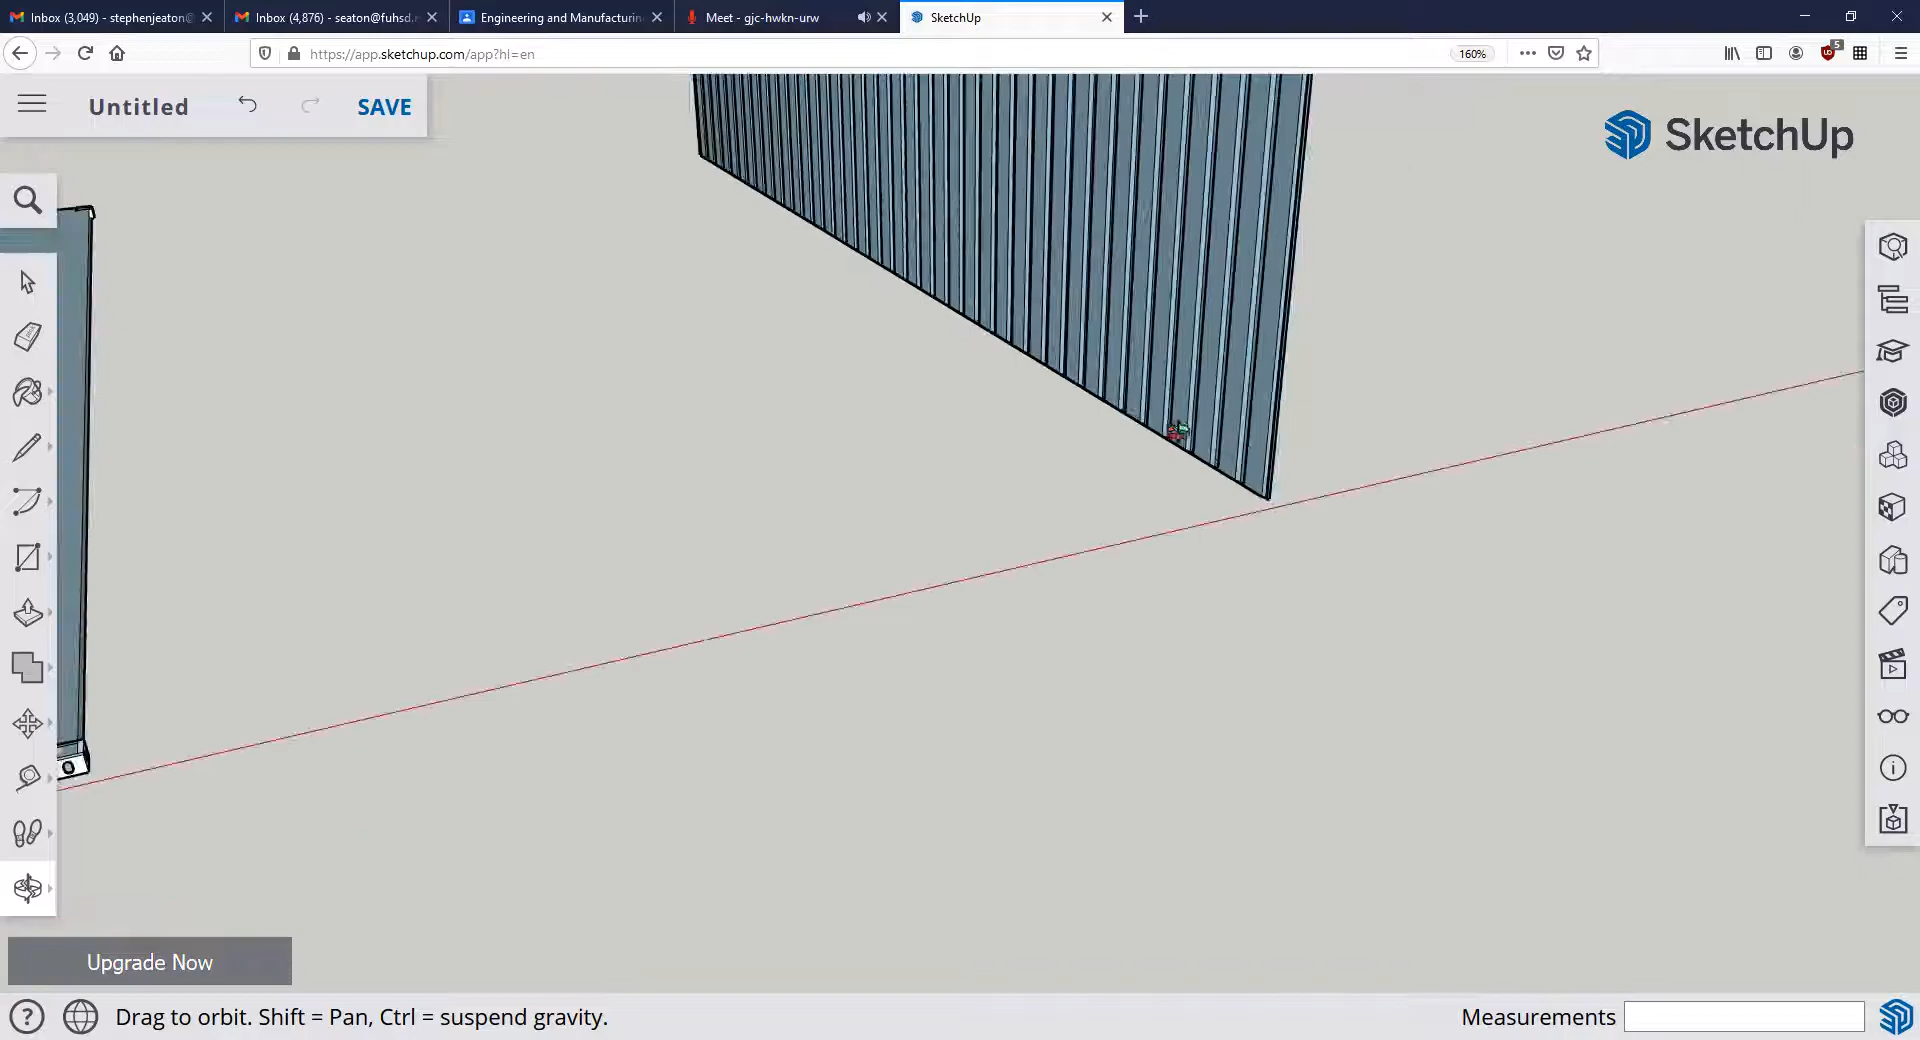 Inbox (3,049) - stephenjeaton@
Inbox (4,876) - seaton@fuhsd.
Engineering and Manufacturin
Meet - gjc-hwkn-urw
SketchUp
https://app.sketchup.com/app?hl=en
160%
5
Untitled
SAVE
SketchUp
Upgrade Now
Drag to orbit. Shift = Pan, Ctrl = suspend gravity.
Measurements